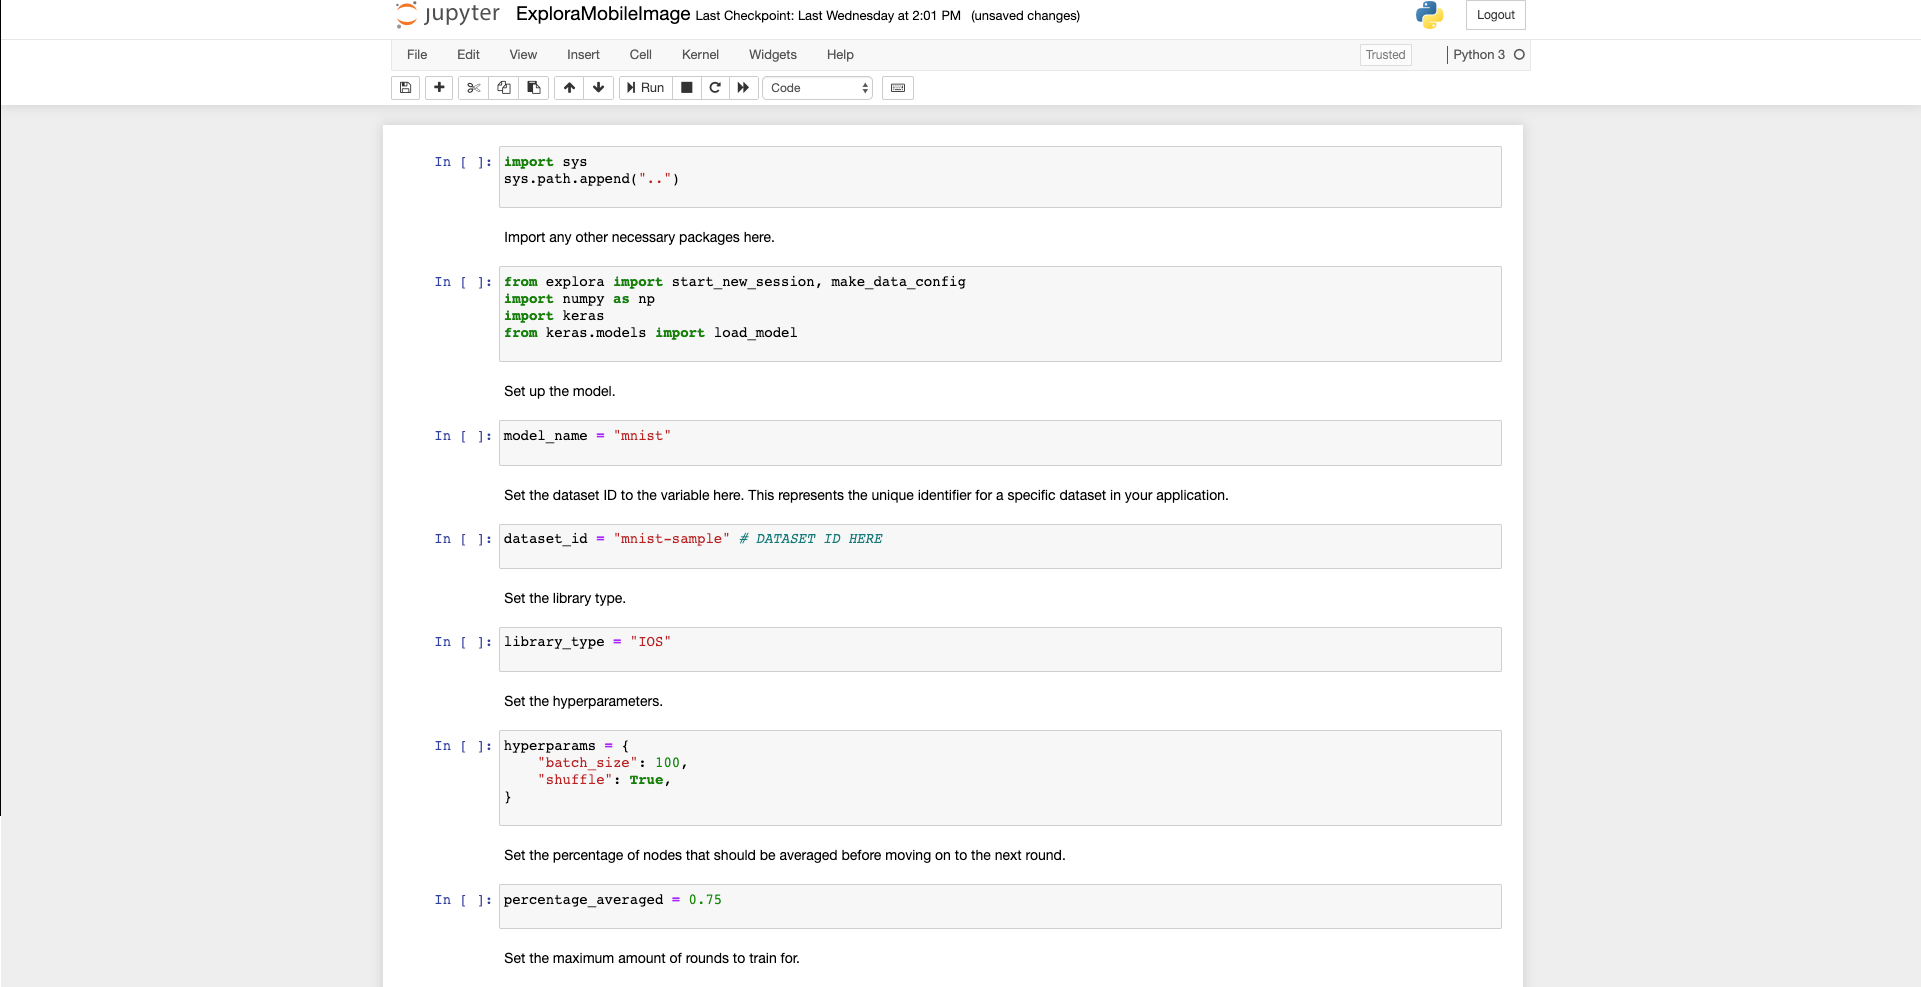 jupyter ExploraMobileImage Last Checkpoint: Last Wednesday at 2:01 PM (unsaved changes) Logout
File Edit View Insert Cell Kernel Widgets Help Trusted Python 3
Run Code
In [ ]: import sys
sys.path.append("..")
Import any other necessary packages here.
In [ ]: from explora import start_new_session, make_data_config
import numpy as np
import keras
from keras.models import load_model
Set up the model.
In [ ]: model_name = "mnist"
Set the dataset ID to the variable here. This represents the unique identifier for a specific dataset in your application.
In [ ]: dataset_id = "mnist-sample" # DATASET ID HERE
Set the library type.
In [ ]: library_type = "IOS"
Set the hyperparameters.
In [ ]: hyperparams = {
"batch_size": 100,
"shuffle": True,
}
Set the percentage of nodes that should be averaged before moving on to the next round.
In [ ]: percentage_averaged = 0.75
Set the maximum amount of rounds to train for.